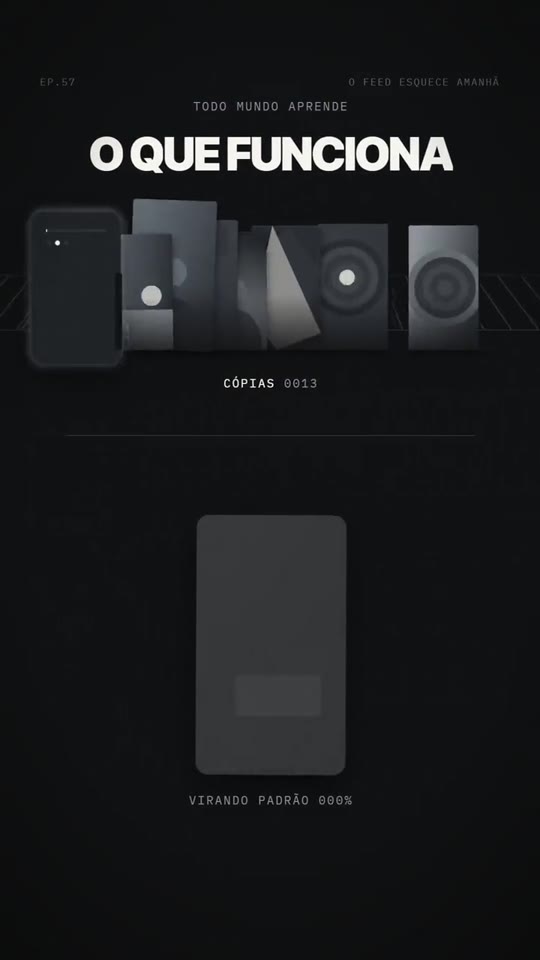 EP.57
O FEED ESQUECE AMANHÃ
TODO MUNDO APRENDE
O QUE FUNCIONA
CÓPIAS 0013
VIRANDO PADRÃO 000%